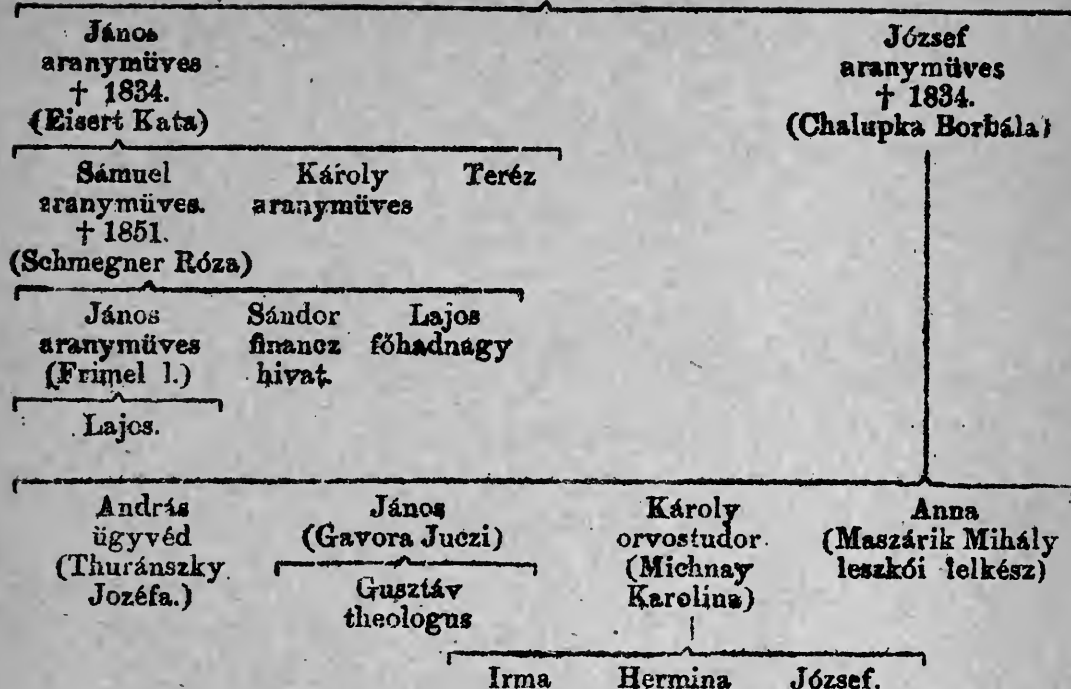 János József
aranymüves aranymüves
† 1834. † 1834.
(Eisert Kata) (Chalupka Borbála)
Sámuel Károly Teréz
aranymüves. aranymüves
† 1851.
(Schmegner Róza)
János Sándor Lajos
aranymüves financz főhadnagy
(Frimel l.) hivat.
Lajos.
András János Károly Anna
ügyvéd (Gavora Juczi) orvostudor. (Maszárik Mihály
(Thuránszky (Michnay leszkói lelkész)
Jozéfa.) Gusztáv Karolina)
theologus
Irma Hermina József.